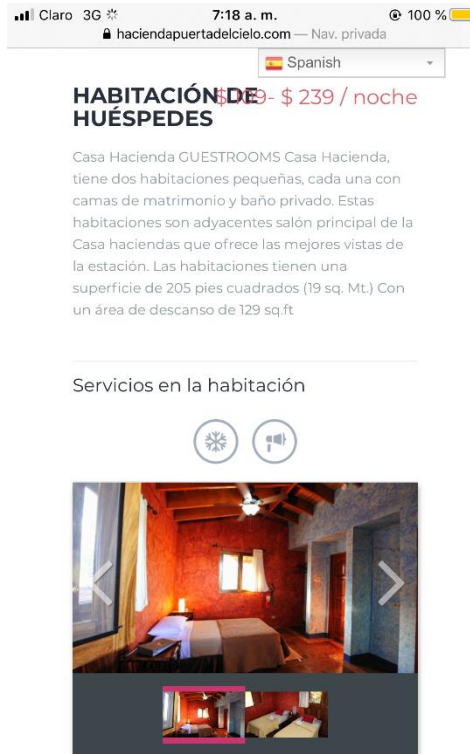 Claro 3G 7:18 a. m. 100 %
haciendapuertadelcielo.com — Nav. privada
Spanish
HABITACIÓN DE $ - $ 239 / noche
HUÉSPEDES
Casa Hacienda GUESTROOMS Casa Hacienda,
tiene dos habitaciones pequeñas, cada una con
camas de matrimonio y baño privado. Estas
habitaciones son adyacentes salón principal de la
Casa haciendas que ofrece las mejores vistas de
la estación. Las habitaciones tienen una
superficie de 205 pies cuadrados (19 sq. Mt.) Con
un área de descanso de 129 sq.ft
Servicios en la habitación